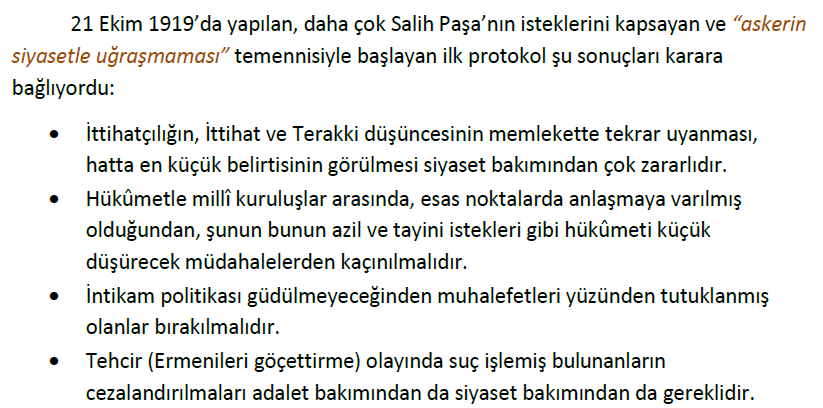 21 Ekim 1919’da yapılan, daha çok Salih Paşa’nın isteklerini kapsayan ve “askerin
siyasetle uğraşmaması” temennisiyle başlayan ilk protokol şu sonuçları karara
bağlıyordu:
• İttihatçılığın, İttihat ve Terakki düşüncesinin memlekette tekrar uyanması,
hatta en küçük belirtisinin görülmesi siyaset bakımından çok zararlıdır.
• Hükûmetle millî kuruluşlar arasında, esas noktalarda anlaşmaya varılmış
olduğundan, şunun bunun azil ve tayini istekleri gibi hükûmeti küçük
düşürecek müdahalelerden kaçınılmalıdır.
• İntikam politikası güdülmeyeceğinden muhalefetleri yüzünden tutuklanmış
olanlar bırakılmalıdır.
• Tehcir (Ermenileri göçettirme) olayında suç işlemiş bulunanların
cezalandırılmaları adalet bakımından da siyaset bakımından da gereklidir.